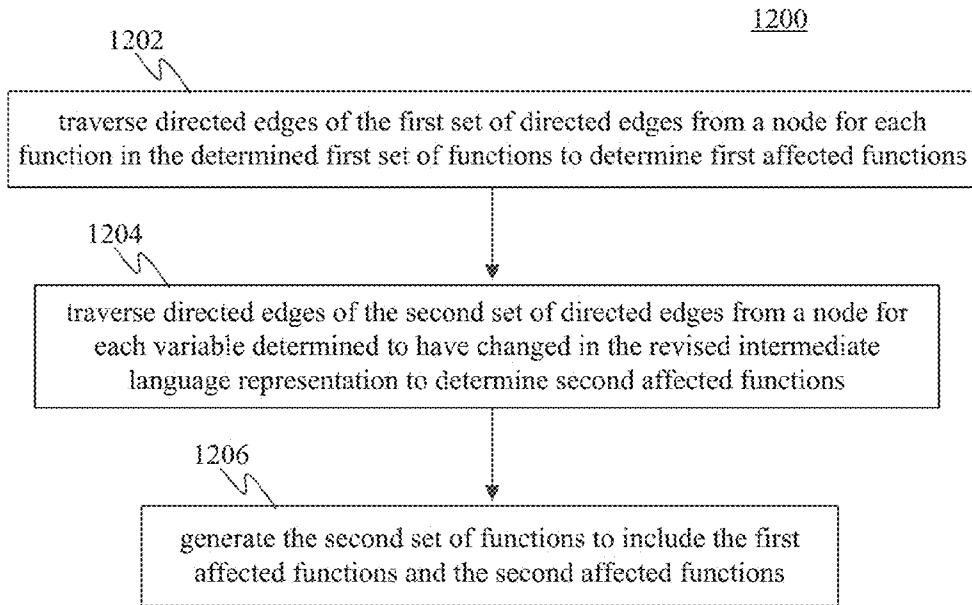 1200
1202
traverse directed edges of the first set of directed edges from a node for each
function in the determined first set of functions to determine first affected functions
1204
traverse directed edges of the second set of directed edges from a node for
each variable determined to have changed in the revised intermediate
language representation to determine second affected functions
1206
generate the second set of functions to include the first
affected functions and the second affected functions